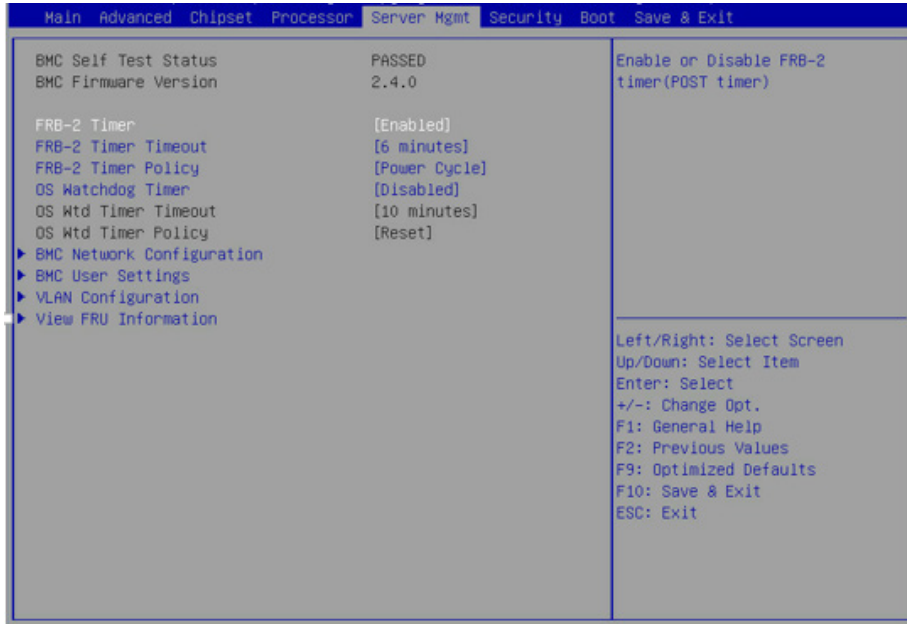 Main Advanced Chipset Processor Server Mgmt Security Boot Save & Exit
BMC Self Test Status PASSED
BMC Firmware Version 2.4.0
FRB-2 Timer [Enabled]
FRB-2 Timer Timeout [6 minutes]
FRB-2 Timer Policy [Power Cycle]
OS Watchdog Timer [Disabled]
OS Wtd Timer Timeout [10 minutes]
OS Wtd Timer Policy [Reset]
BMC Network Configuration
BMC User Settings
VLAN Configuration
View FRU Information
Enable or Disable FRB-2
timer(POST timer)
Left/Right: Select Screen
Up/Down: Select Item
Enter: Select
+/-: Change Opt.
F1: General Help
F2: Previous Values
F9: Optimized Defaults
F10: Save & Exit
ESC: Exit